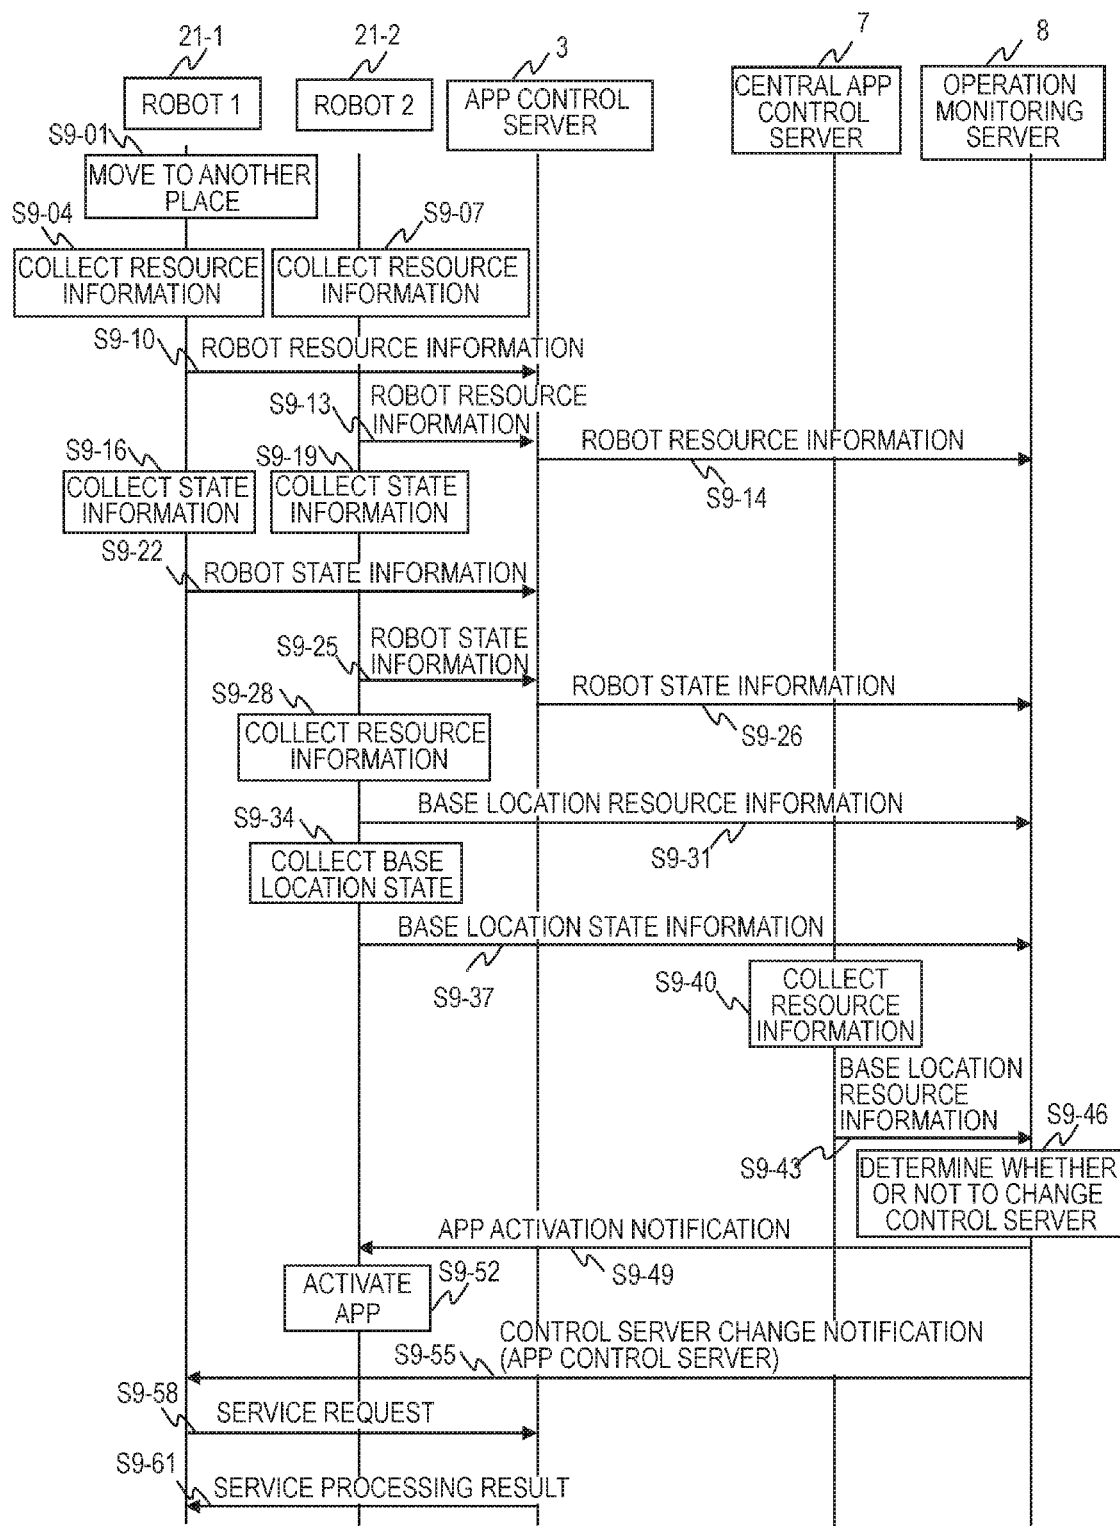 21-1
21-2
3
7
8
ROBOT 1
ROBOT 2
APP CONTROL
SERVER
CENTRAL APP
CONTROL
SERVER
OPERATION
MONITORING
SERVER
S9-01
MOVE TO ANOTHER
PLACE
S9-04
S9-07
COLLECT RESOURCE
INFORMATION
COLLECT RESOURCE
INFORMATION
S9-10
ROBOT RESOURCE INFORMATION
S9-13
ROBOT RESOURCE
INFORMATION
ROBOT RESOURCE INFORMATION
S9-14
S9-16
S9-19
COLLECT STATE
INFORMATION
COLLECT STATE
INFORMATION
S9-22
ROBOT STATE INFORMATION
S9-25
ROBOT STATE
INFORMATION
ROBOT STATE INFORMATION
S9-26
S9-28
COLLECT RESOURCE
INFORMATION
BASE LOCATION RESOURCE INFORMATION
S9-31
S9-34
COLLECT BASE
LOCATION STATE
BASE LOCATION STATE INFORMATION
S9-37
S9-40
COLLECT
RESOURCE
INFORMATION
BASE LOCATION
RESOURCE
INFORMATION
S9-43
S9-46
DETERMINE WHETHER
OR NOT TO CHANGE
CONTROL SERVER
APP ACTIVATION NOTIFICATION
S9-49
S9-52
ACTIVATE
APP
CONTROL SERVER CHANGE NOTIFICATION
(APP CONTROL SERVER)
S9-55
S9-58
SERVICE REQUEST
S9-61
SERVICE PROCESSING RESULT